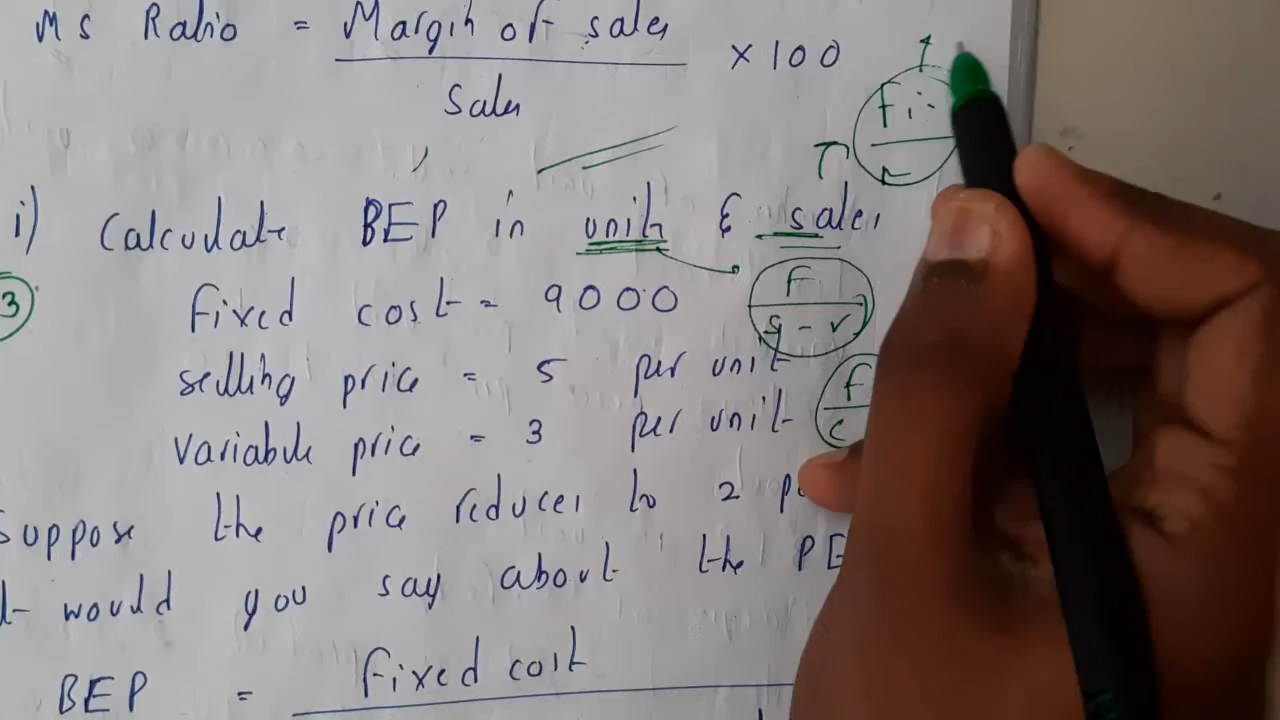 MS Ratio = Margin of sales × 100
Sales
i) Calculate BEP in units & sales
3 Fixed cost = 9000
F
S - V
selling price = 5 per unit
F
C
variable price = 3 per unit
Suppose the price reduces to 2
would you say about the
BEP = Fixed cost